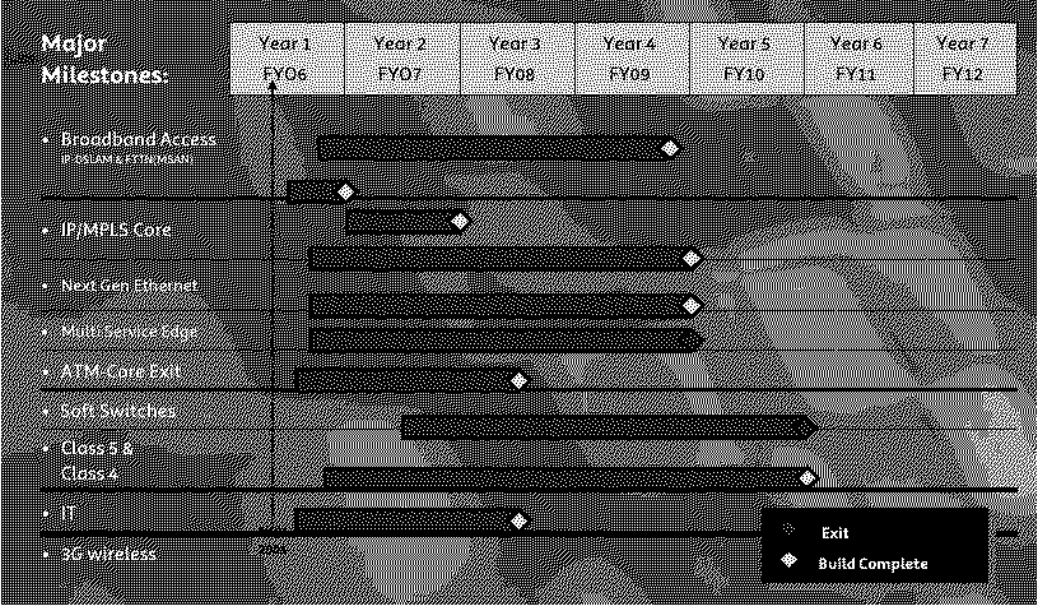 Major
Milestones:
Year 1
FY06
Year 2
FY07
Year 3
FY08
Year 4
FY09
Year 5
FY10
Year 6
FY11
Year 7
FY12
• Broadband Access
IP-DSLAM & FTTN(MSAN)
• IP/MPLS Core
• Next Gen Ethernet
• Multi Service Edge
• ATM-Core Exit
• Soft Switches
• Class 5 &
Class 4
• IT
• 3G wireless
Exit
Build Complete